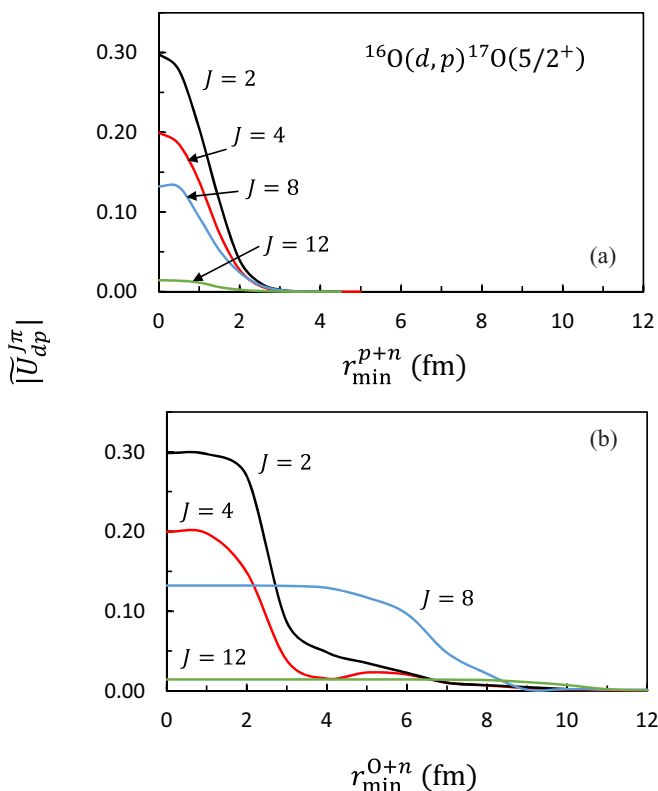 0.30
¹⁶O(d, p)¹⁷O(5/2⁺)
J = 2
0.20
J = 4
J = 8
0.10
J = 12
(a)
0.00
0 2 4 6 8 10 12
r_min^{p+n} (fm)
|Ũ_{dp}^{Jπ}|
(b)
0.30
J = 2
J = 4
0.20
J = 8
0.10
J = 12
0.00
0 2 4 6 8 10 12
r_min^{O+n} (fm)